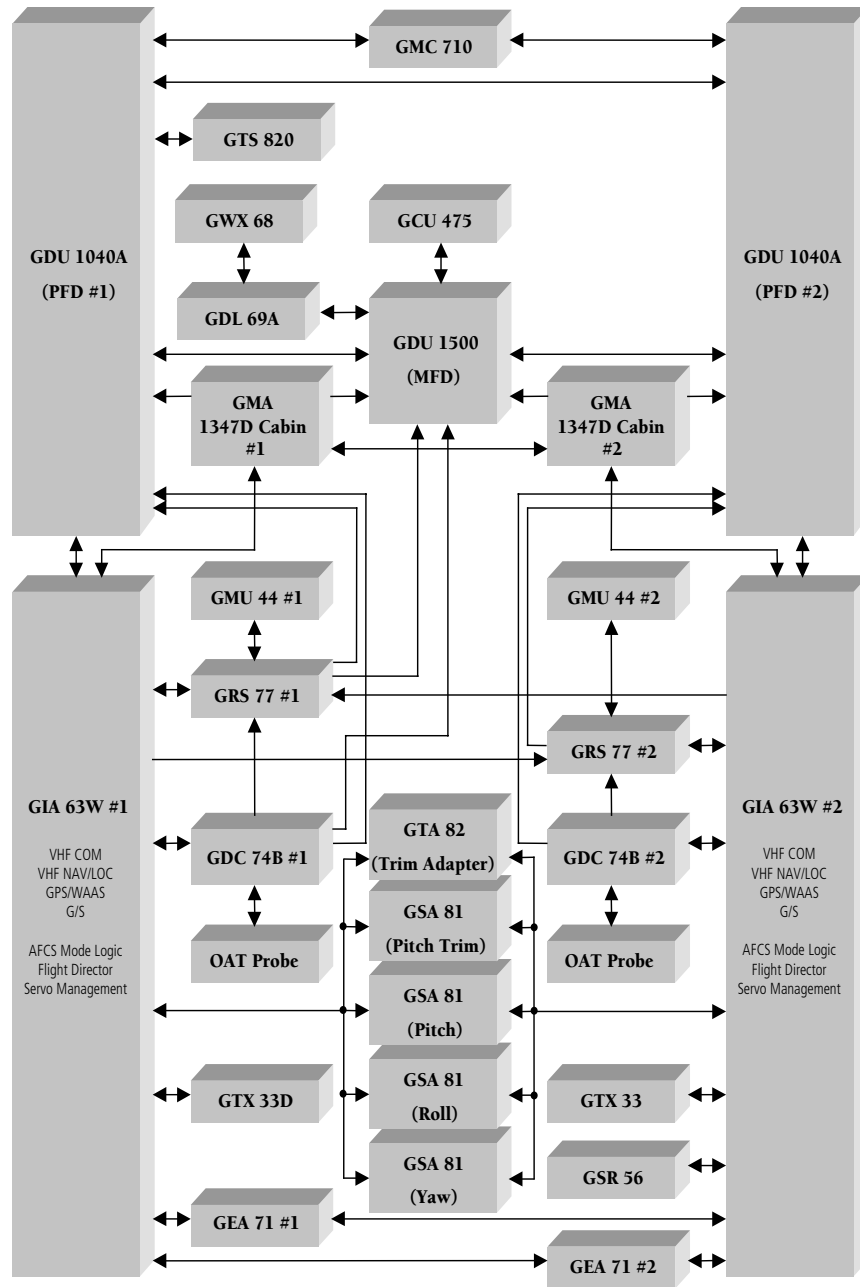 GMC 710
GTS 820
GWX 68
GCU 475
GDU 1040A
(PFD #1)
GDU 1040A
(PFD #2)
GDL 69A
GDU 1500
(MFD)
GMA
1347D Cabin
#1
GMA
1347D Cabin
#2
GMU 44 #1
GMU 44 #2
GRS 77 #1
GRS 77 #2
GIA 63W #1
VHF COM
VHF NAV/LOC
GPS/WAAS
G/S
AFCS Mode Logic
Flight Director
Servo Management
GDC 74B #1
GTA 82
(Trim Adapter)
GDC 74B #2
GIA 63W #2
VHF COM
VHF NAV/LOC
GPS/WAAS
G/S
AFCS Mode Logic
Flight Director
Servo Management
OAT Probe
GSA 81
(Pitch Trim)
OAT Probe
GSA 81
(Pitch)
GTX 33D
GSA 81
(Roll)
GTX 33
GSA 81
(Yaw)
GSR 56
GEA 71 #1
GEA 71 #2